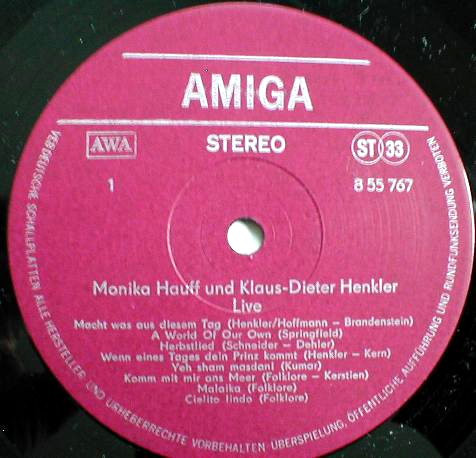 AMIGA
AWA
STEREO
ST 33
1
8 55 767
Monika Hauff und Klaus-Dieter Henkler
Live
Macht was aus diesem Tag (Henkler/Hoffmann – Brandenstein)
A World Of Our Own (Springfield)
Herbstlied (Schneider – Dehler)
Wenn eines Tages dein Prinz kommt (Henkler – Kern)
Yeh sham masdani (Kumar)
Komm mit mir ans Meer (Folklore – Kerstien)
Malaika (Folklore)
Cielito lindo (Folklore)
VEB DEUTSCHE SCHALLPLATTEN ALLE HERSTELLER- UND URHEBERRECHTE VORBEHALTEN · ÜBERSPIELUNG, ÖFFENTLICHE AUFFÜHRUNG UND RUNDFUNKSENDUNG VERBOTEN